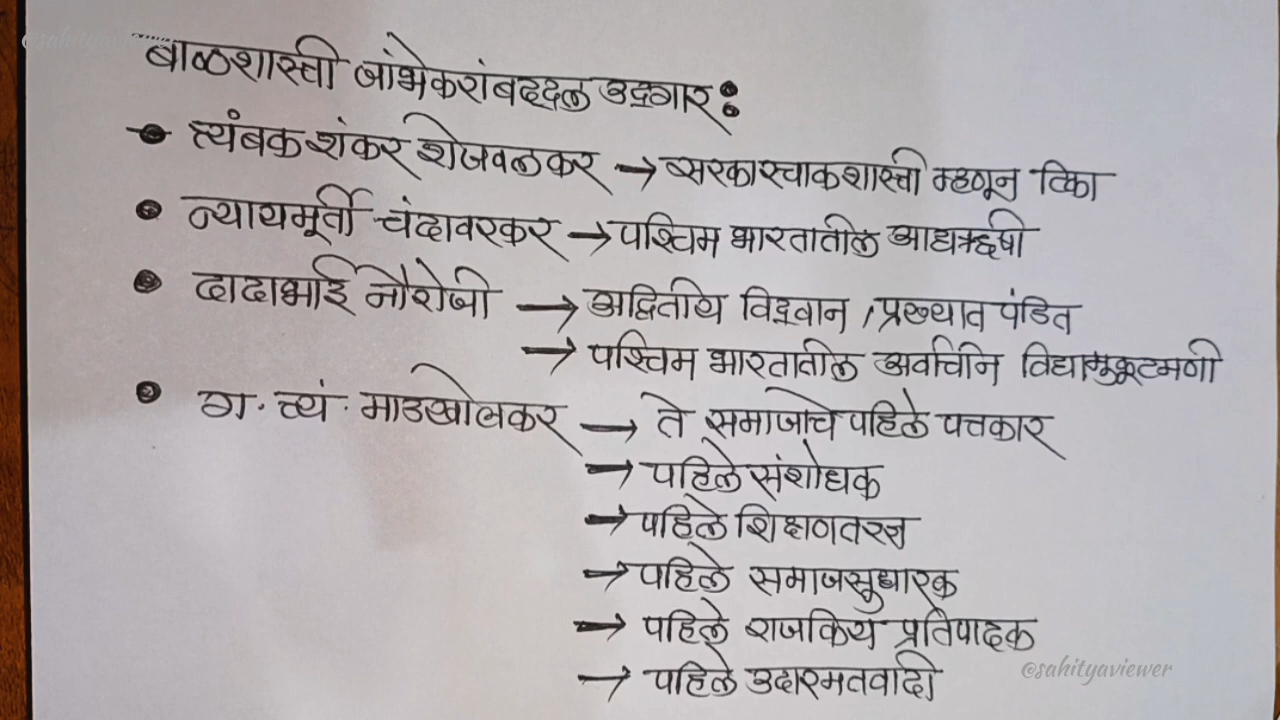 @sahityaviewer
बाळशास्त्री जांभेकरांबद्दल उद्गार :
• त्र्यंबक शंकर शेजवलकर → सरकारचाकशास्त्री म्हणून टिका
• न्यायमूर्ती चंदावरकर → पश्चिम भारतातील आद्यऋषी
• दादाभाई नौरोजी → अद्वितीय विद्वान / प्रख्यात पंडित
→ पश्चिम भारतातील अर्वाचिन विद्यामुकूटमणी
• ग. त्र्यं. माडखोलकर → ते समाजाचे पहिले पत्रकार
→ पहिले संशोधक
→ पहिले शिक्षणतज्ञ
→ पहिले समाजसुधारक
→ पहिले राजकिय प्रतिपादक
→ पहिले उदारमतवादी
@sahityaviewer